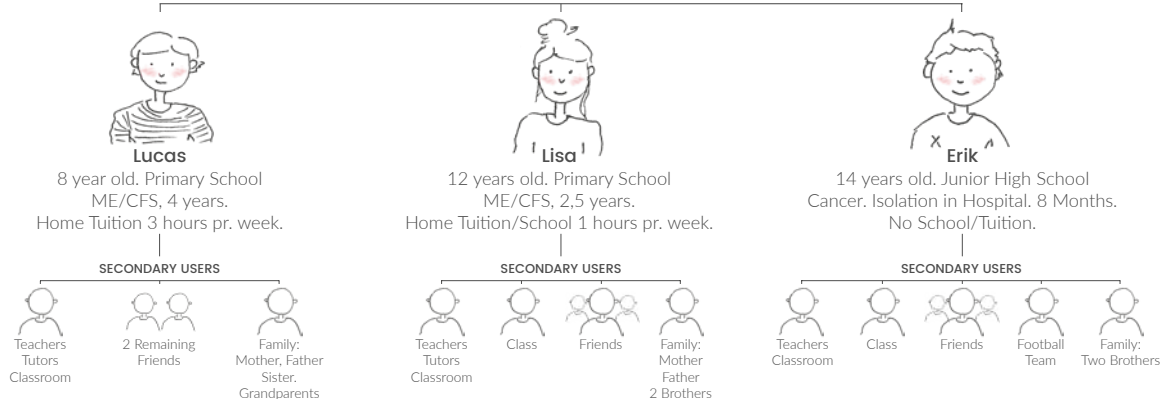 Lucas
8 year old. Primary School
ME/CFS, 4 years.
Home Tuition 3 hours pr. week.
SECONDARY USERS
Teachers
Tutors
Classroom
2 Remaining
Friends
Family:
Mother, Father
Sister.
Grandparents
Lisa
12 years old. Primary School
ME/CFS, 2,5 years.
Home Tuition/School 1 hours pr. week.
SECONDARY USERS
Teachers
Tutors
Classroom
Class
Friends
Family:
Mother
Father
2 Brothers
Erik
14 years old. Junior High School
Cancer. Isolation in Hospital. 8 Months.
No School/Tuition.
SECONDARY USERS
Teachers
Classroom
Class
Friends
Football
Team
Family:
Two Brothers